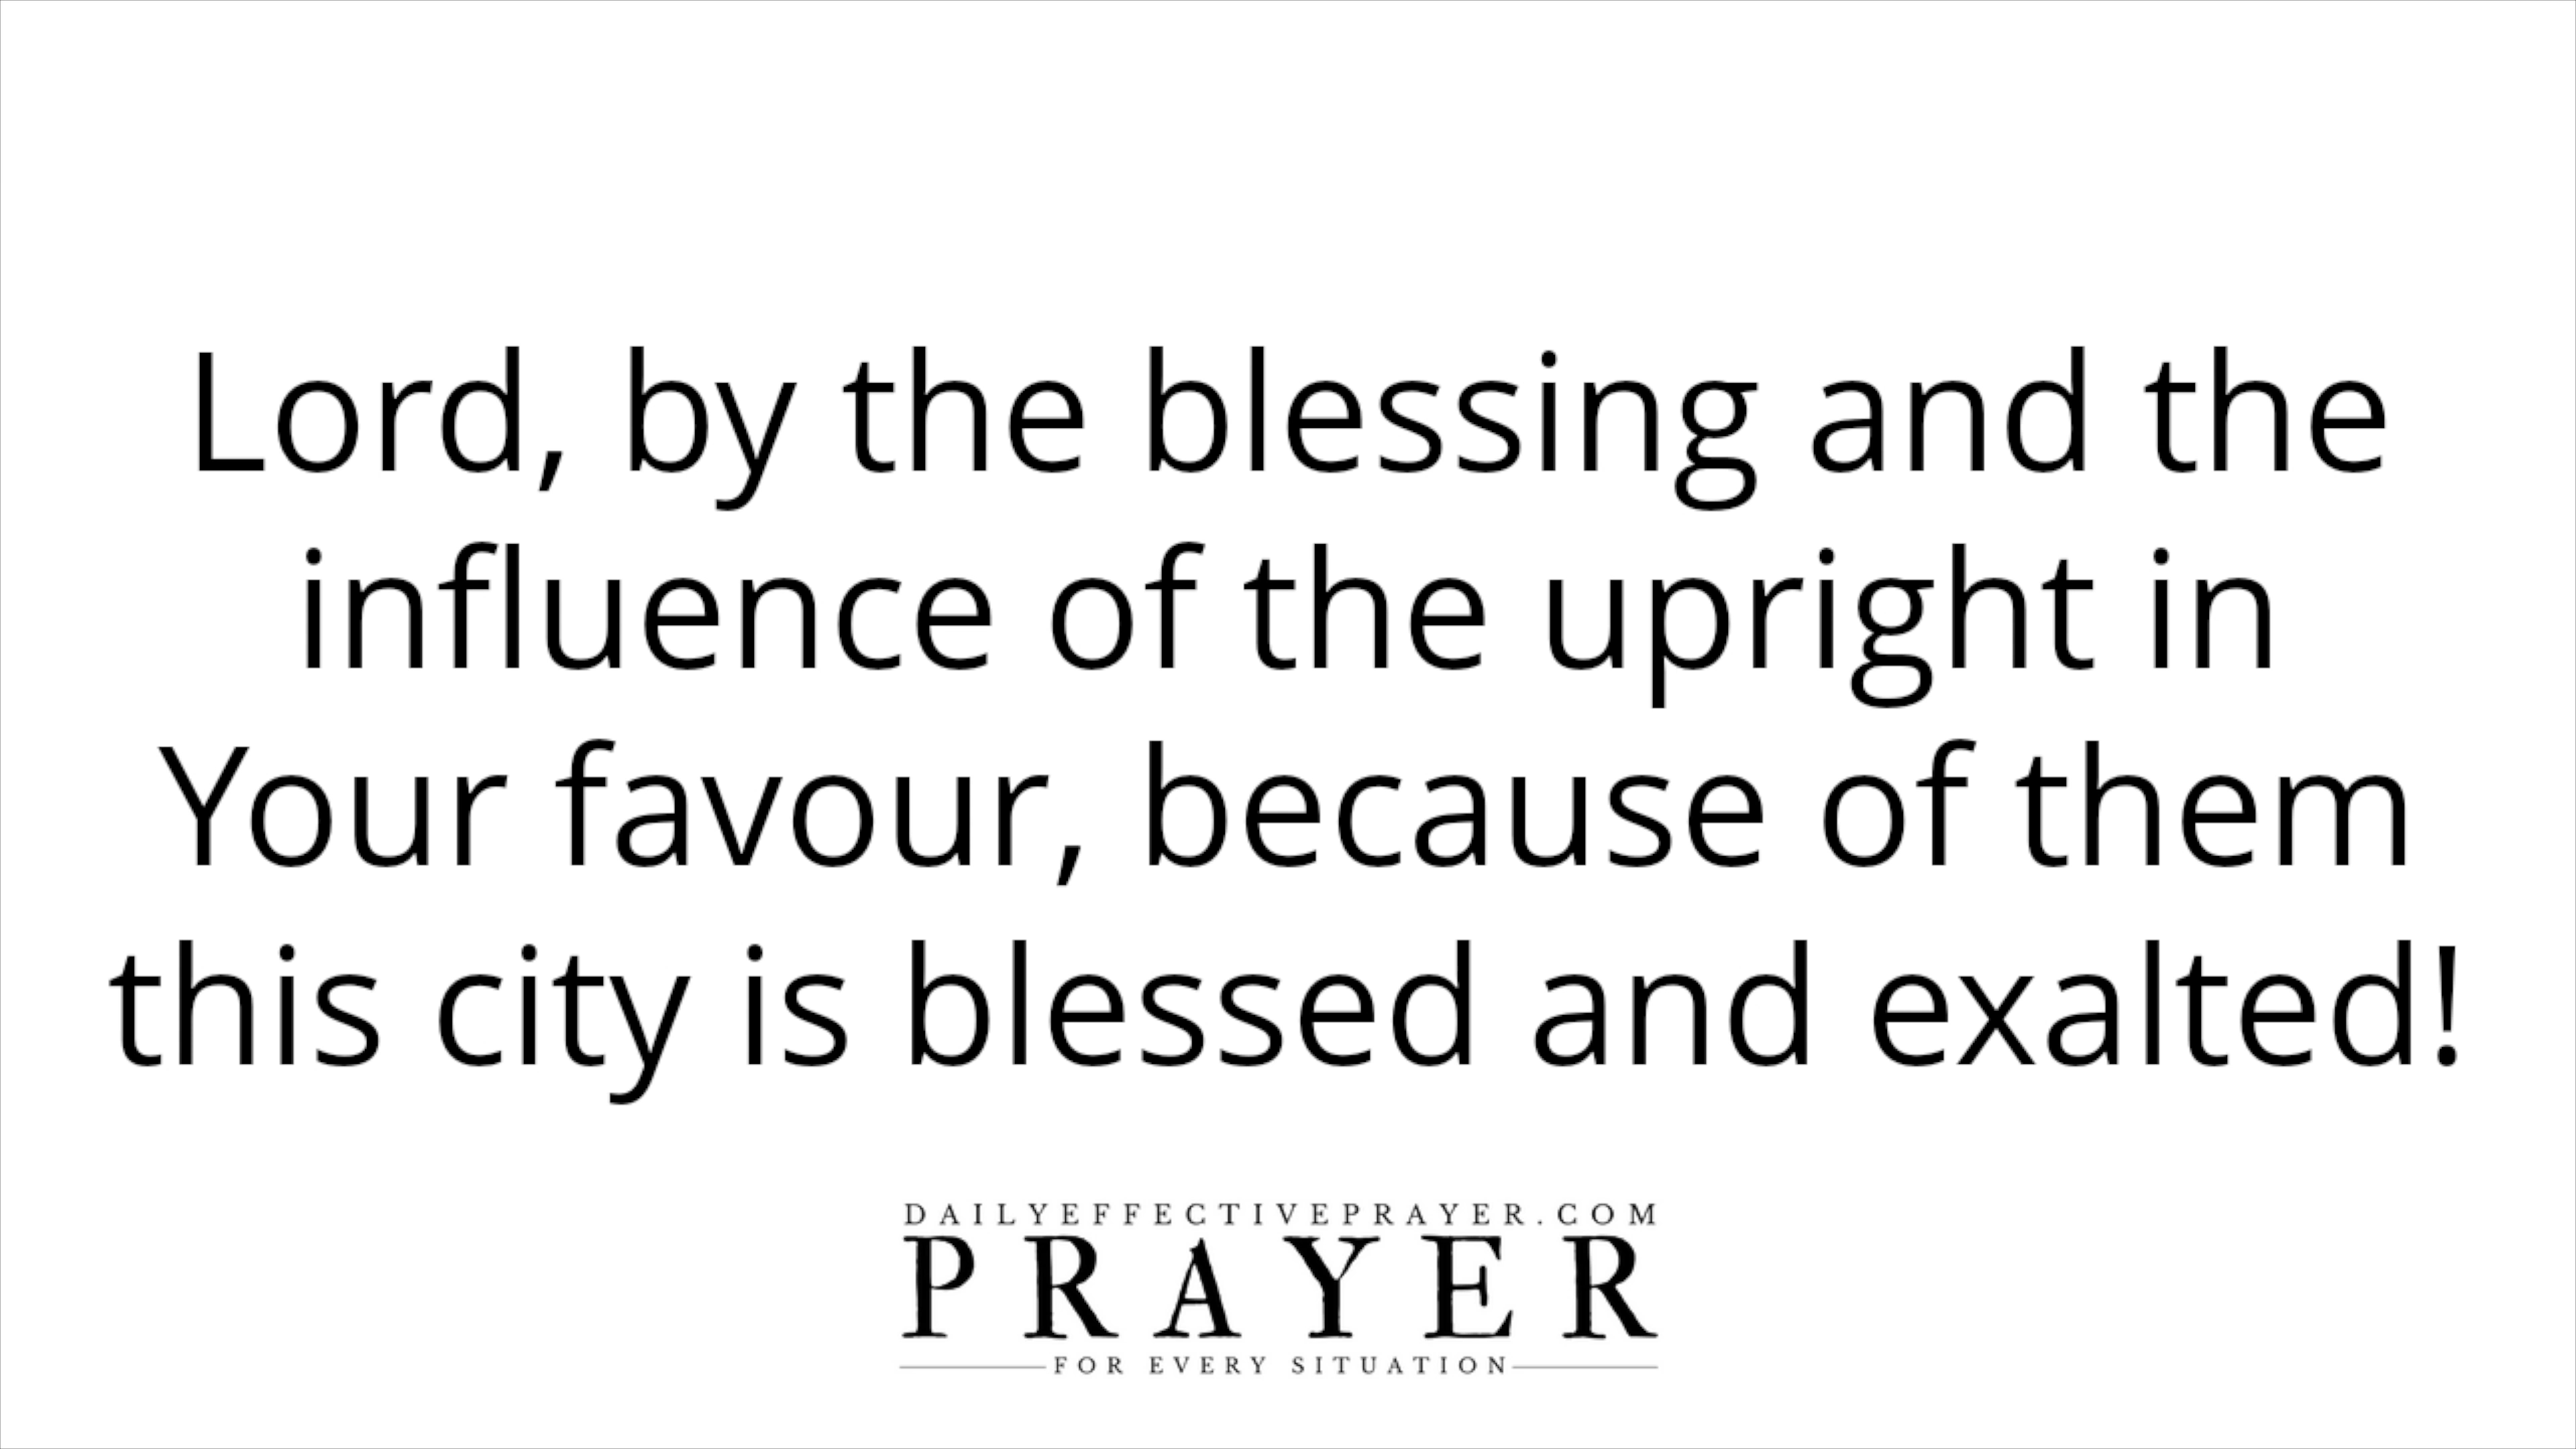 Lord, by the blessing and the
influence of the upright in
Your favour, because of them
this city is blessed and exalted!
DAILYEFFECTIVEPRAYER.COM
PRAYER
FOR EVERY SITUATION